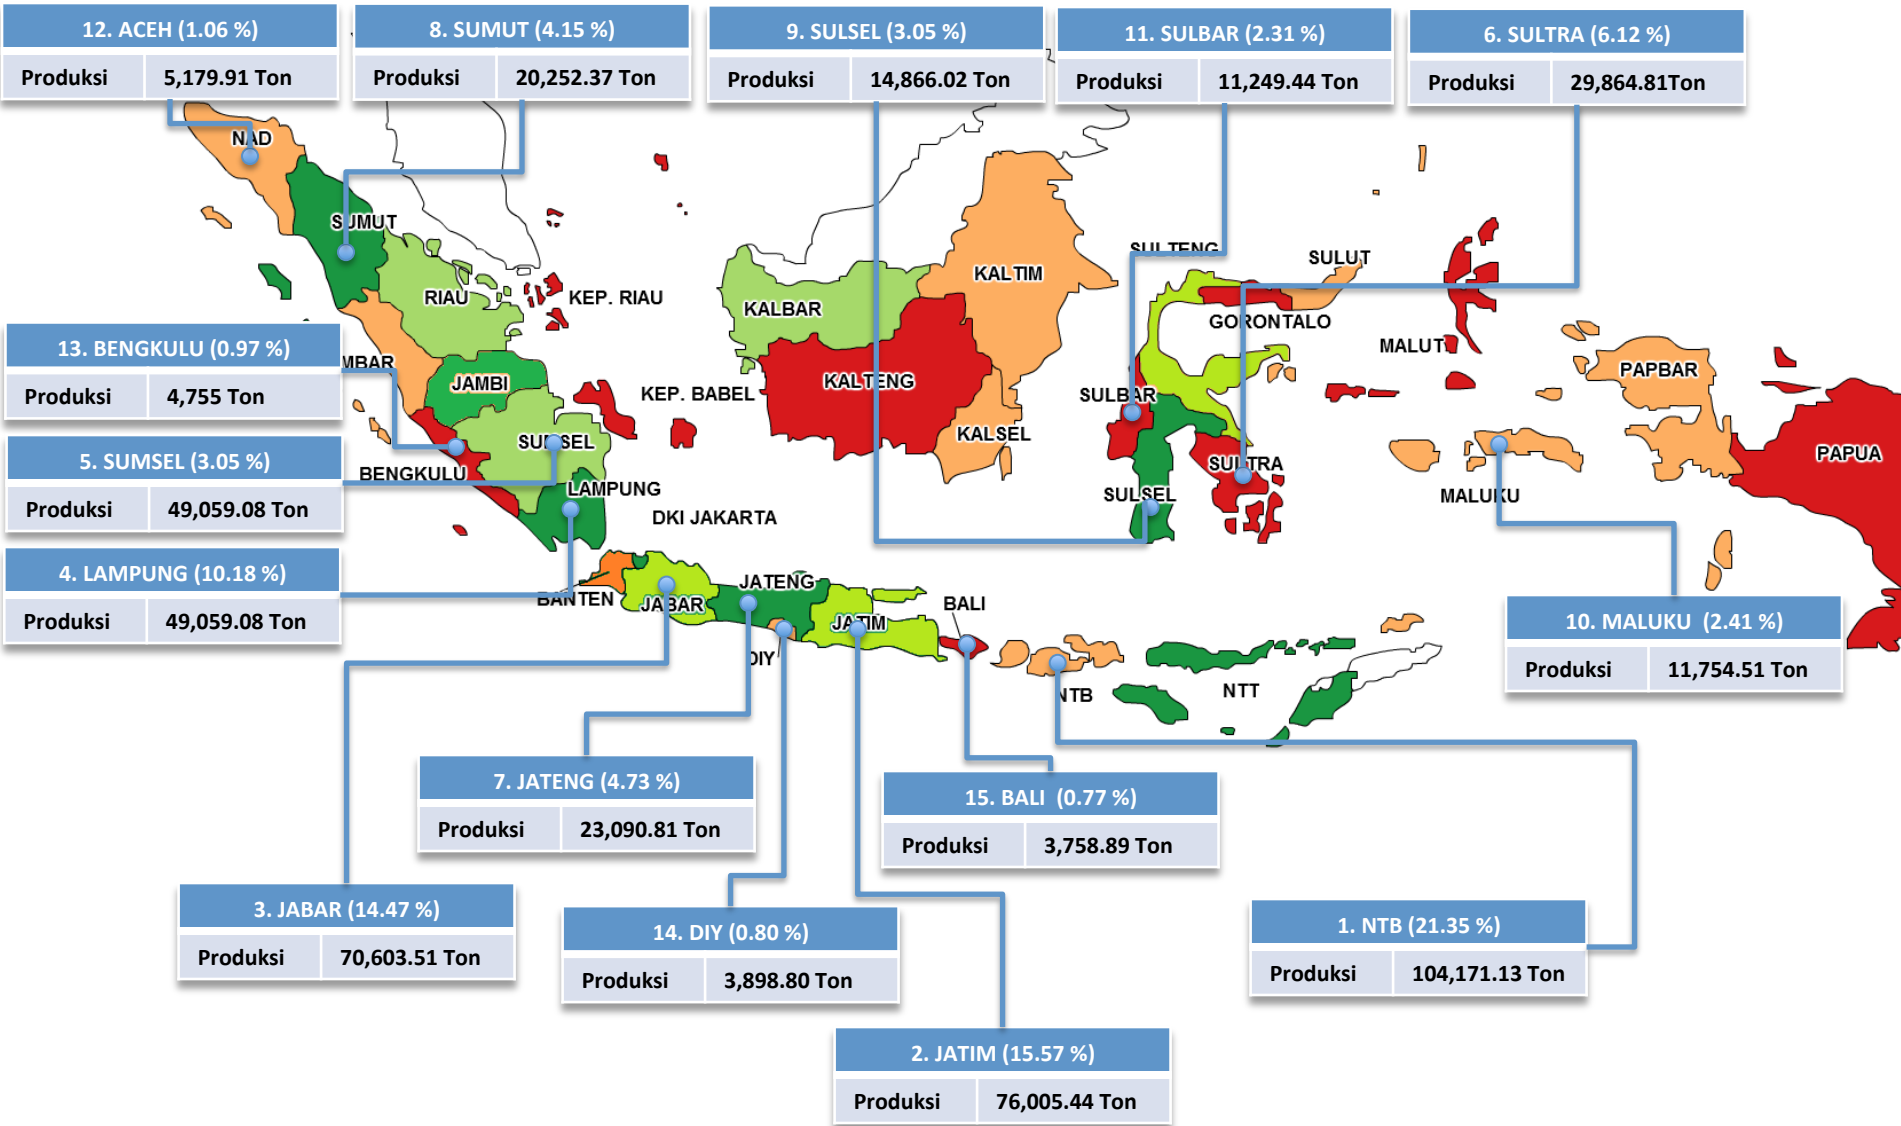 12. ACEH (1.06 %)
Produksi 5,179.91 Ton
8. SUMUT (4.15 %)
Produksi 20,252.37 Ton
9. SULSEL (3.05 %)
Produksi 14,866.02 Ton
11. SULBAR (2.31 %)
Produksi 11,249.44 Ton
6. SULTRA (6.12 %)
Produksi 29,864.81Ton
NAD
SUMUT
RIAU
KEP. RIAU
KALBAR
KALTIM
SULTENG
SULUT
GORONTALO
MALUT
13. BENGKULU (0.97 %)
Produksi 4,755 Ton
MBAR
JAMBI
KEP. BABEL
KALTENG
SULBAR
PAPBAR
KALSEL
SUMSEL
5. SUMSEL (3.05 %)
Produksi 49,059.08 Ton
BENGKULU
LAMPUNG
DKI JAKARTA
SULTRA
SULSEL
MALUKU
PAPUA
4. LAMPUNG (10.18 %)
Produksi 49,059.08 Ton
BANTEN
JABAR
JATENG
JATIM
DIY
BALI
NTB
NTT
10. MALUKU (2.41 %)
Produksi 11,754.51 Ton
7. JATENG (4.73 %)
Produksi 23,090.81 Ton
15. BALI (0.77 %)
Produksi 3,758.89 Ton
3. JABAR (14.47 %)
Produksi 70,603.51 Ton
14. DIY (0.80 %)
Produksi 3,898.80 Ton
1. NTB (21.35 %)
Produksi 104,171.13 Ton
2. JATIM (15.57 %)
Produksi 76,005.44 Ton